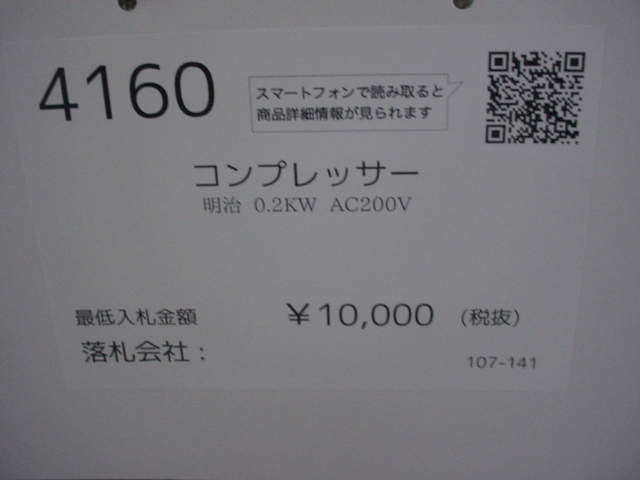 4160
スマートフォンで読み取ると
商品詳細情報が見られます
コンプレッサー
明治 0.2KW AC200V
最低入札金額 ￥10,000 (税抜)
落札会社：
107-141